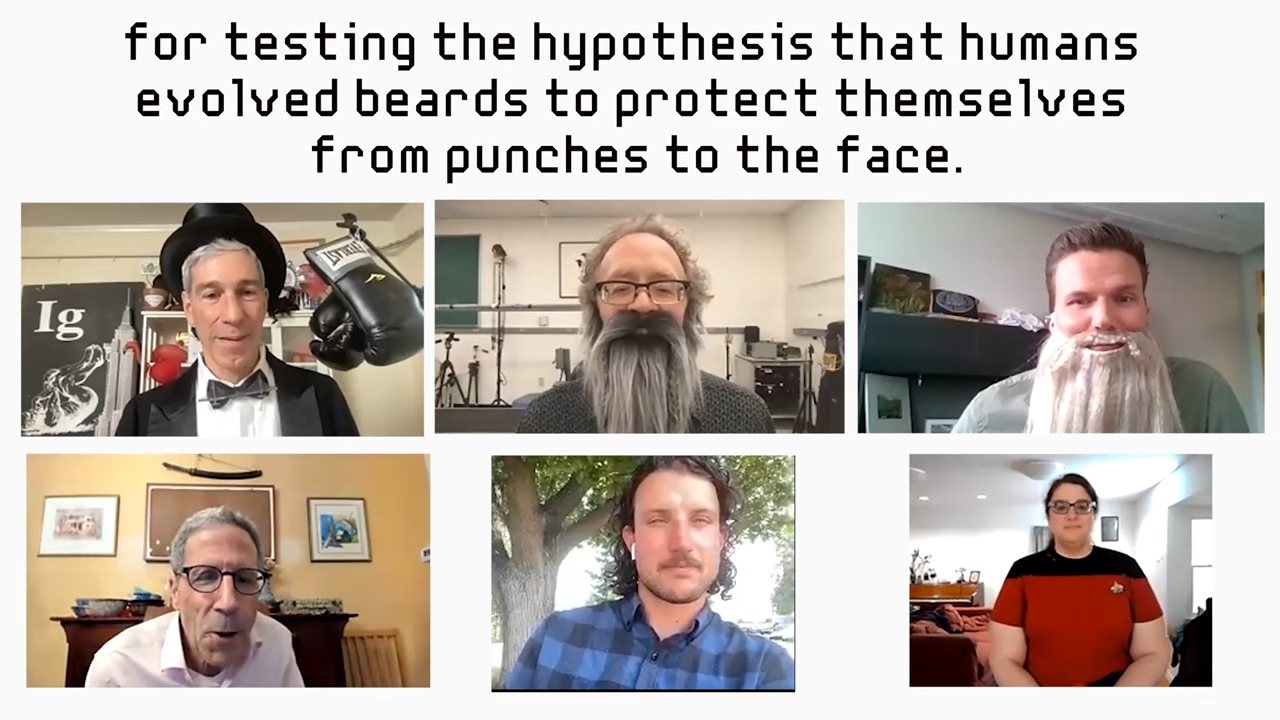 for testing the hypothesis that humans
evolved beards to protect themselves
from punches to the face.
Ig
EVERLAST